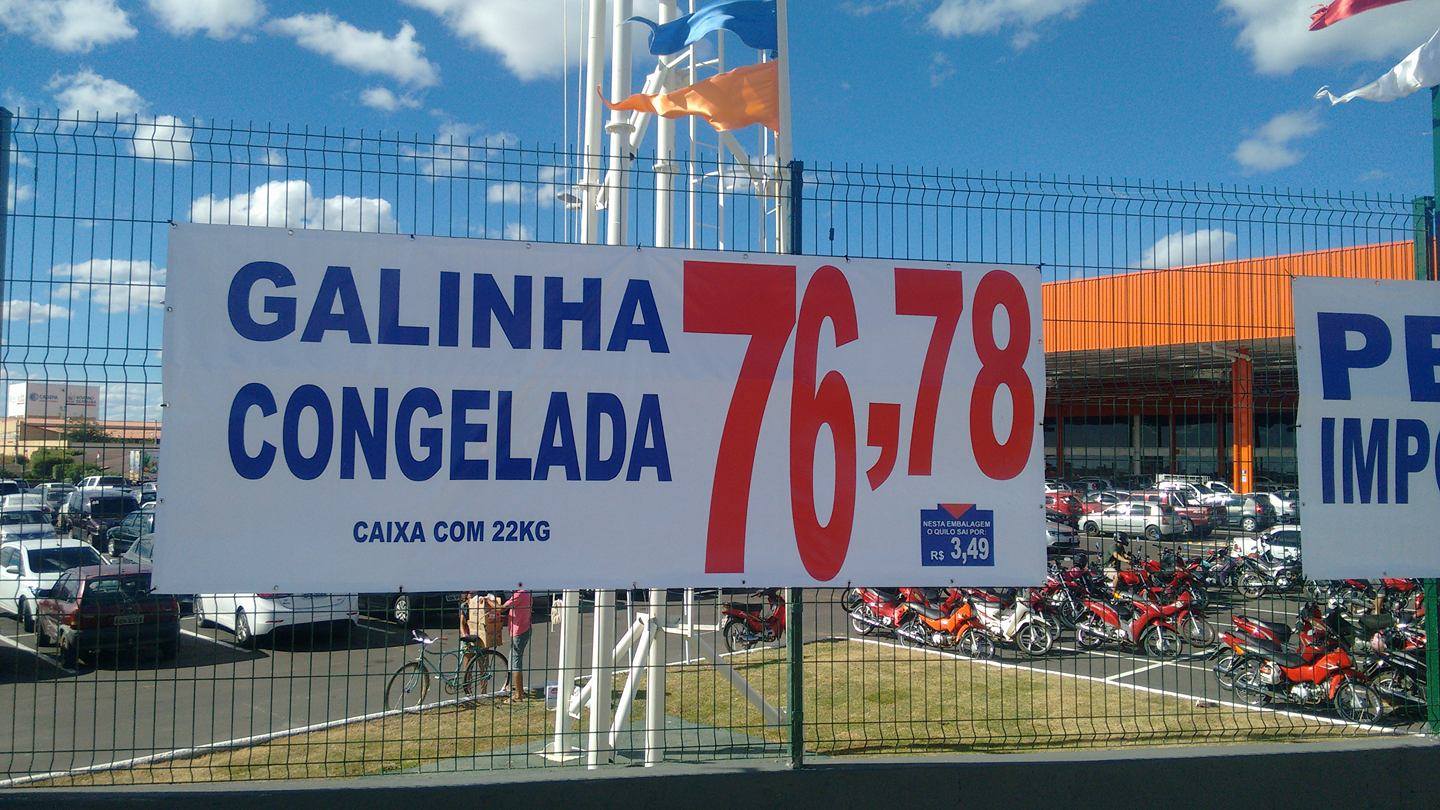 GALINHA
CONGELADA
76,78
CAIXA COM 22KG
NESTA EMBALAGEM
O QUILO SAI POR:
R$ 3,49
PE
IMPO